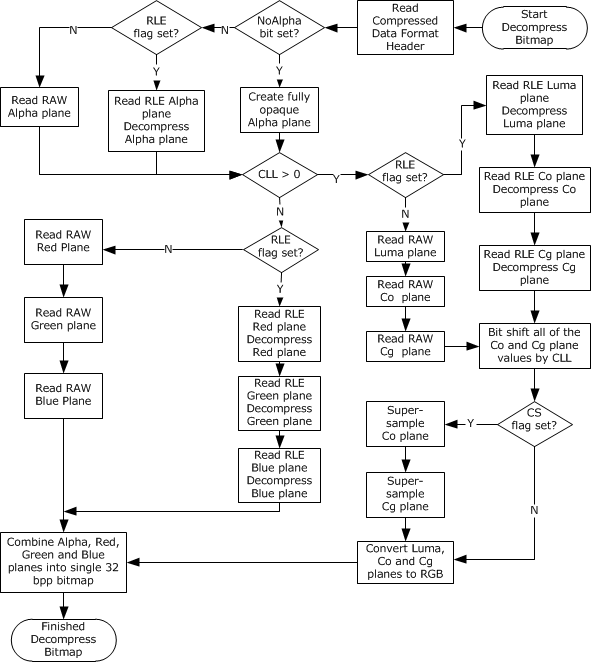 Start
Decompress
Bitmap
Read
Compressed
Data Format
Header
NoAlpha
bit set?
N
Y
RLE
flag set?
N
Y
Read RAW
Alpha plane
Read RLE Alpha
plane
Decompress
Alpha plane
Create fully
opaque
Alpha plane
CLL > 0
Y
N
RLE
flag set?
Y
N
Read RLE Luma
plane
Decompress
Luma plane
Read RLE Co plane
Decompress Co
plane
Read RLE Cg plane
Decompress Cg
plane
Read RAW
Luma plane
Read RAW
Co plane
Read RAW
Cg plane
Bit shift all of the
Co and Cg plane
values by CLL
RLE
flag set?
N
Y
Read RAW
Red Plane
Read RAW
Green plane
Read RAW
Blue Plane
Read RLE
Red plane
Decompress
Red plane
Read RLE
Green plane
Decompress
Green plane
Read RLE
Blue plane
Decompress
Blue plane
CS
flag set?
Y
N
Super-
sample
Co plane
Super-
sample
Cg plane
Convert Luma,
Co and Cg
planes to RGB
Combine Alpha, Red,
Green and Blue
planes into single 32
bpp bitmap
Finished
Decompress
Bitmap